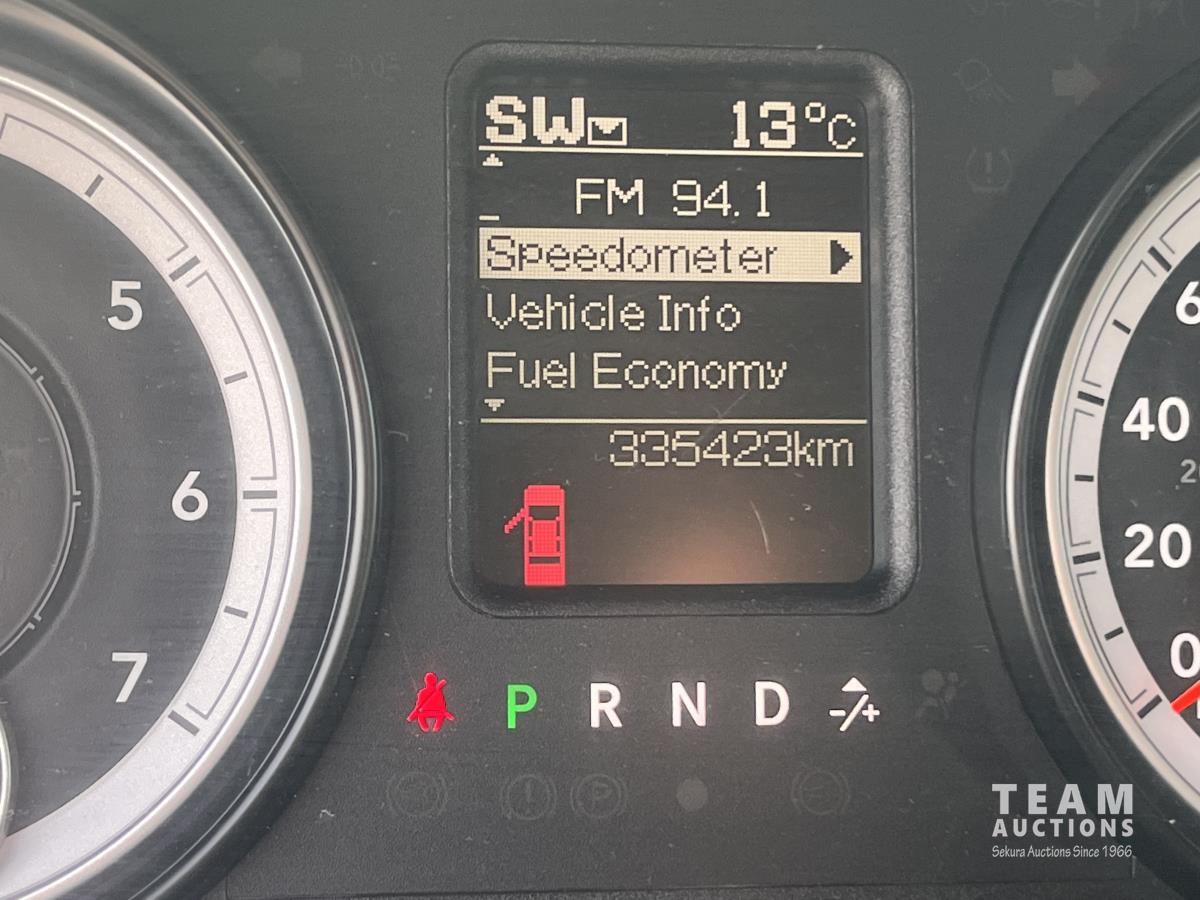 SW 13°C
FM 94.1
Speedometer
Vehicle Info
Fuel Economy
335423km
5
6
7
40
20
0
P R N D -/+
TEAM
AUCTIONS
Sekura Auctions Since 1966